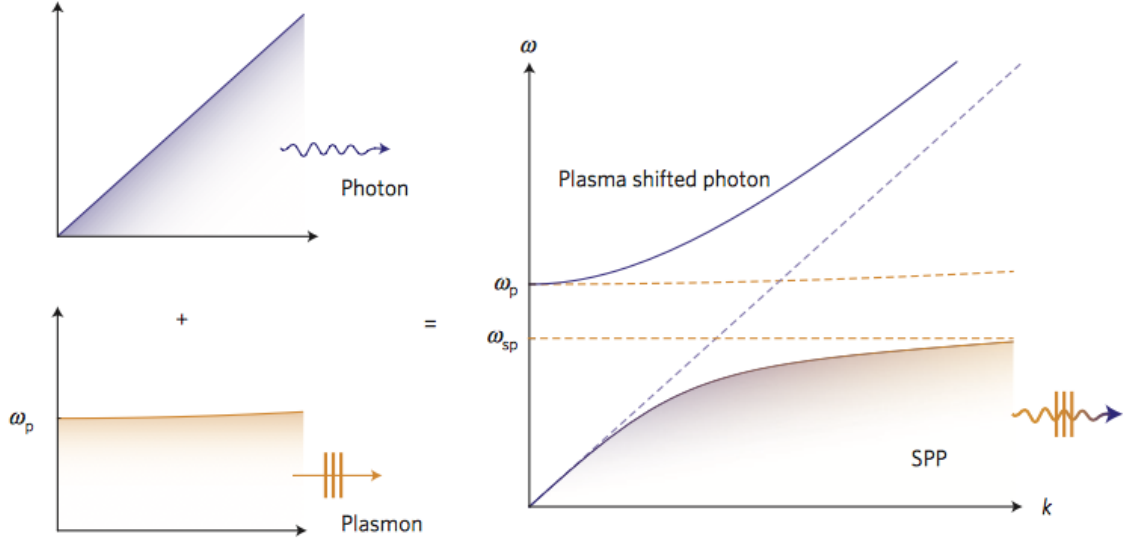 Photon
+
ωp
Plasmon
=
ω
Plasma shifted photon
ωp
ωsp
SPP
k